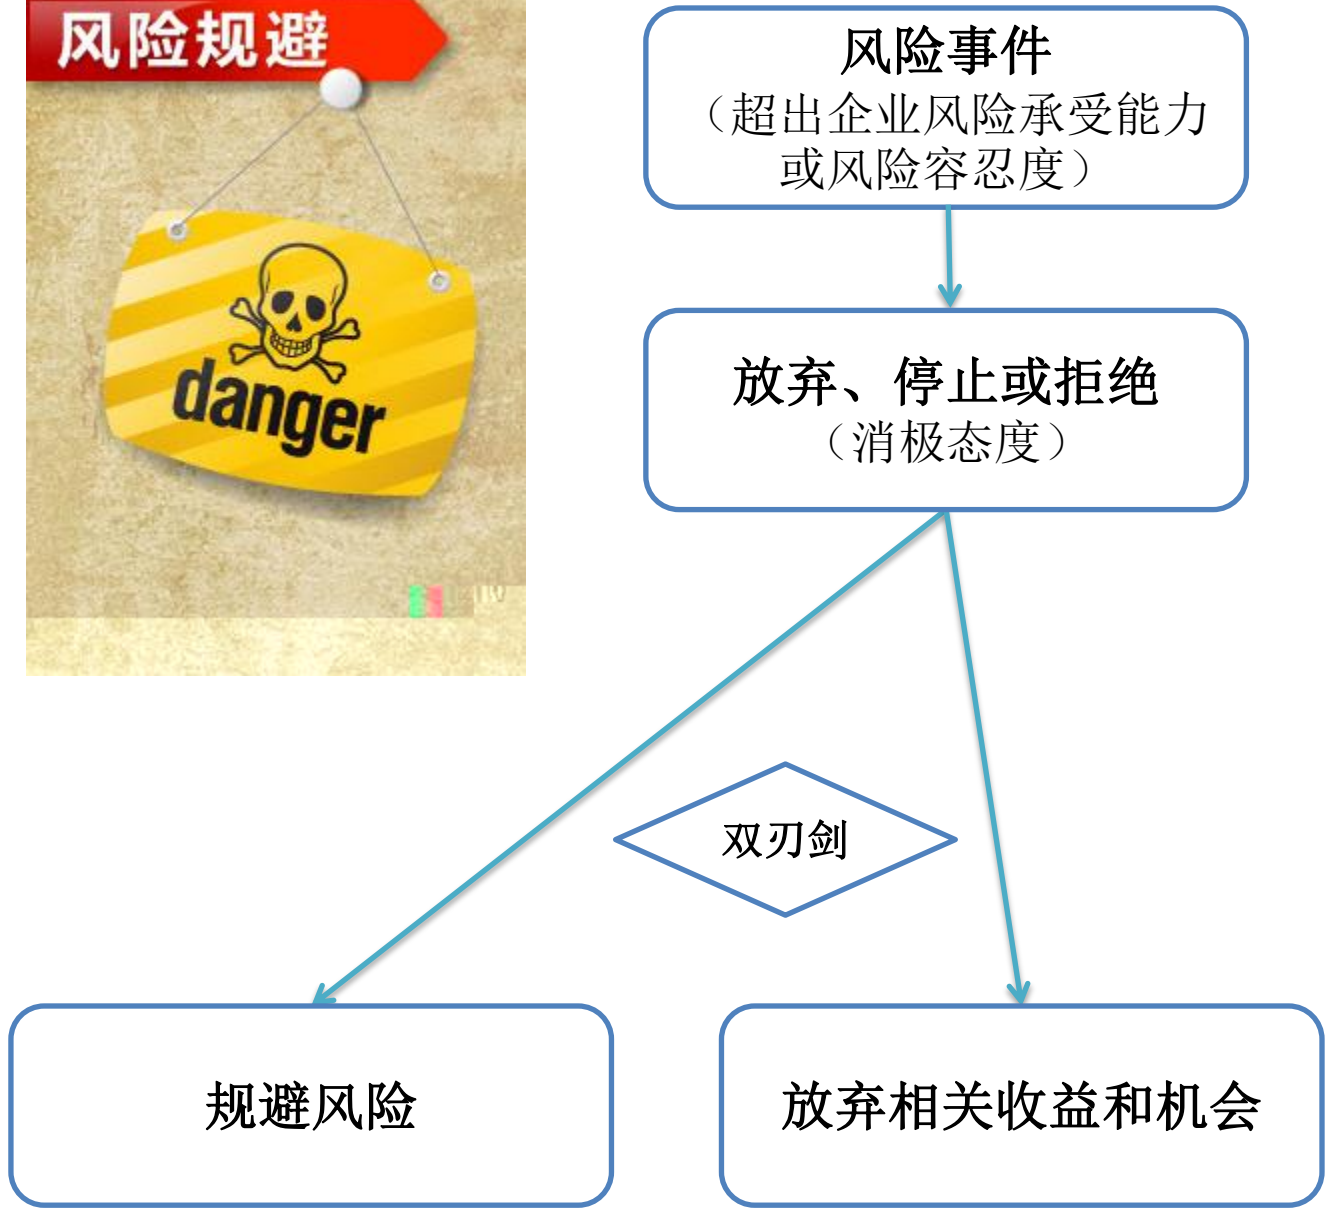 风险规避
danger
风险事件
（超出企业风险承受能力
或风险容忍度）
放弃、停止或拒绝
（消极态度）
双刃剑
规避风险
放弃相关收益和机会